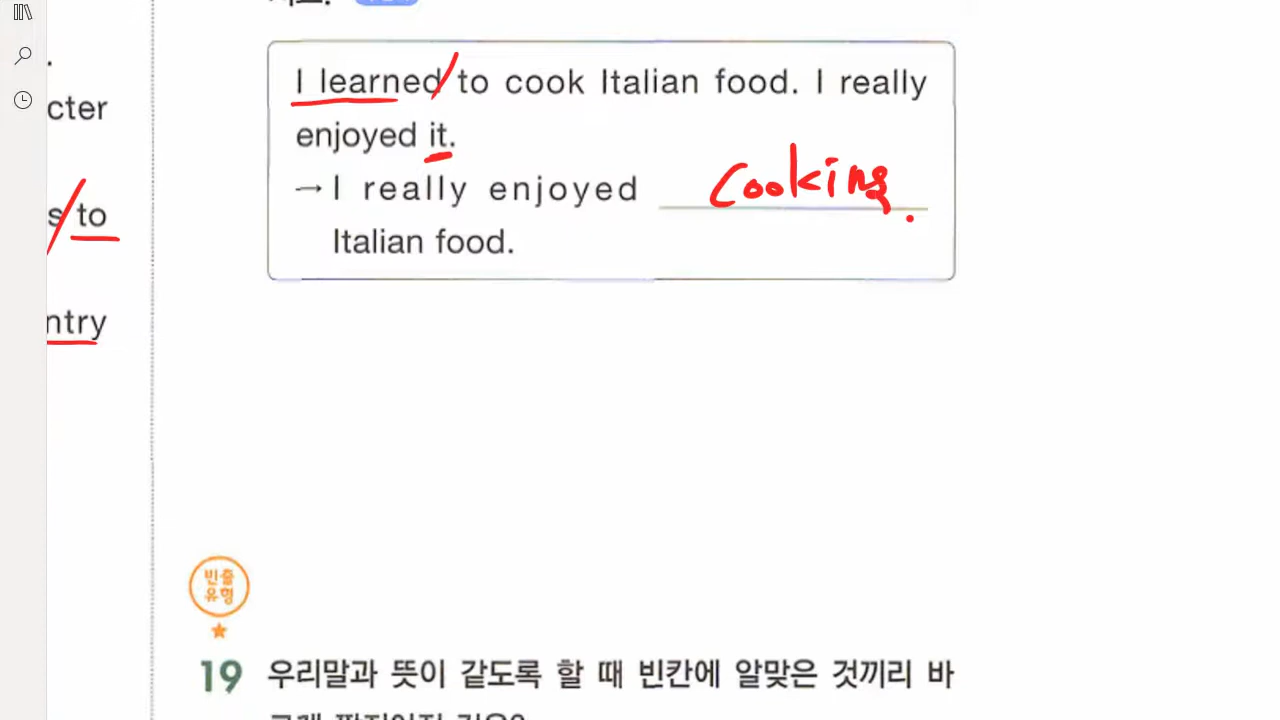 cter
s to
ntry
I learned to cook Italian food. I really
enjoyed it.
→ I really enjoyed cooking
Italian food.
빈출
유형
19 우리말과 뜻이 같도록 할 때 빈칸에 알맞은 것끼리 바